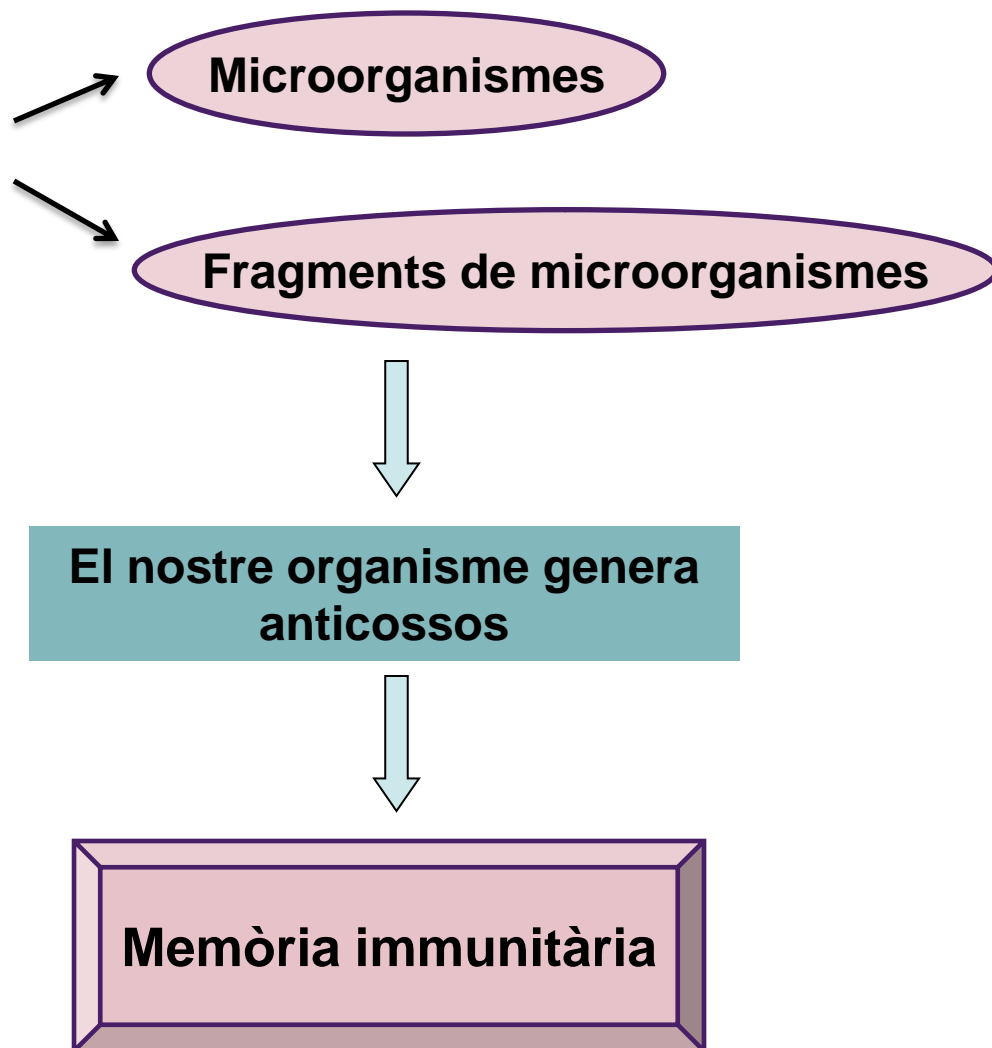 Microorganismes
Fragments de microorganismes
El nostre organisme genera
anticossos
Memòria immunitària